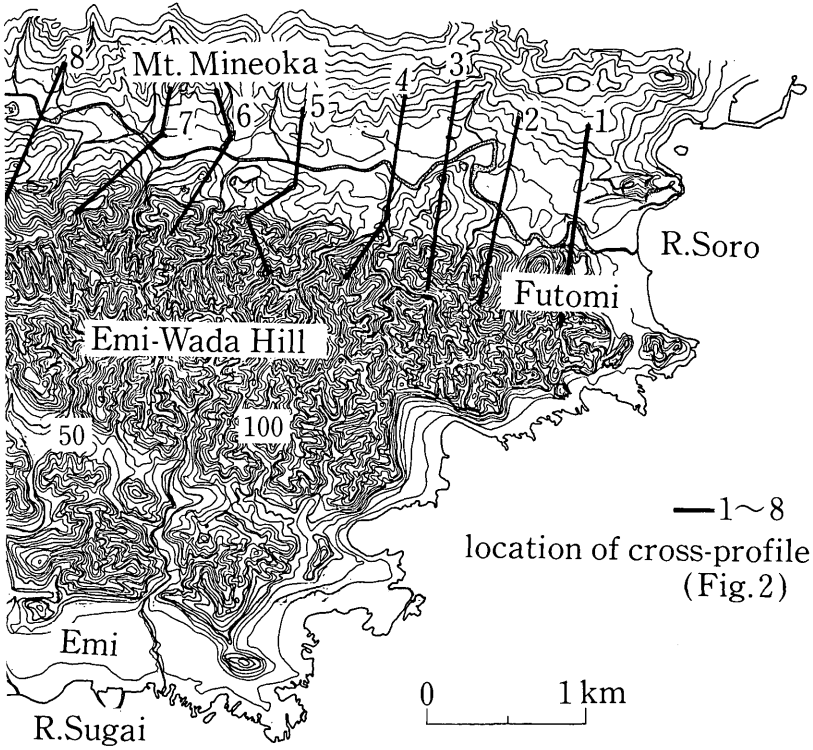 8
Mt. Mineoka
7
6
5
4
3
2
1
R.Soro
Futomi
Emi-Wada Hill
50
100
1~8
location of cross-profile
(Fig.2)
Emi
0
1 km
R.Sugai